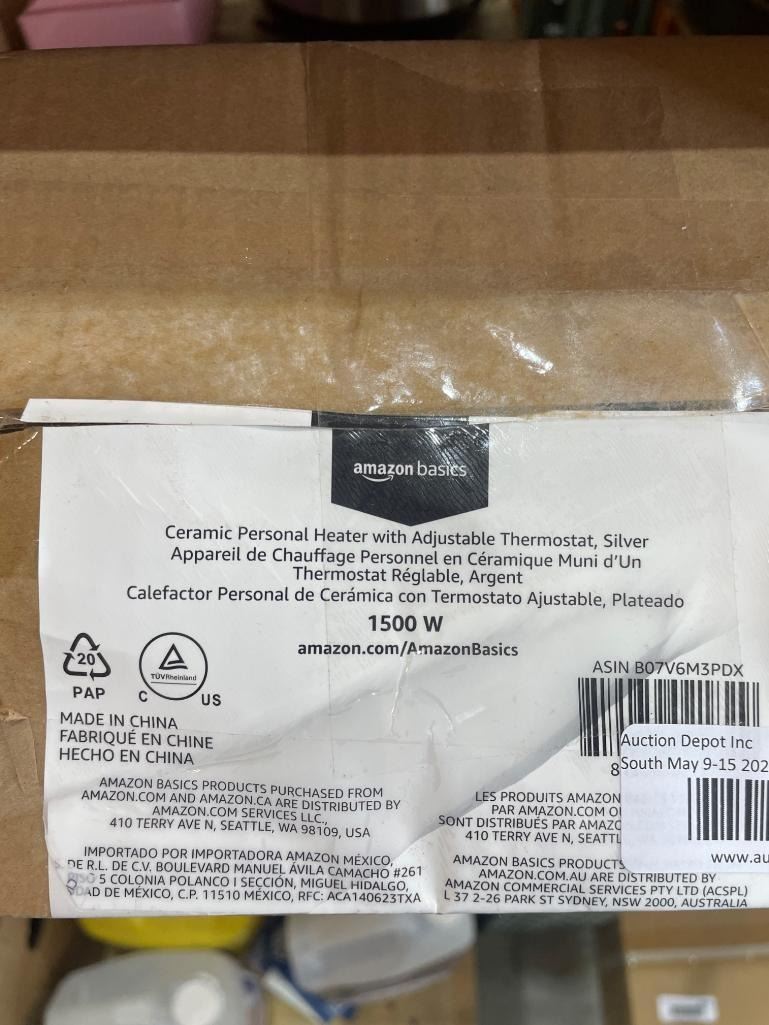 amazon basics
Ceramic Personal Heater with Adjustable Thermostat, Silver
Appareil de Chauffage Personnel en Céramique Muni d'Un
Thermostat Réglable, Argent
Calefactor Personal de Cerámica con Termostato Ajustable, Plateado
1500 W
amazon.com/AmazonBasics
20
PAP
TÜVRheinland
C US
MADE IN CHINA
FABRIQUÉ EN CHINE
HECHO EN CHINA
ASIN B07V6M3PDX
8
Auction Depot Inc
South May 9-15 202
www.au
AMAZON BASICS PRODUCTS PURCHASED FROM
AMAZON.COM AND AMAZON.CA ARE DISTRIBUTED BY
AMAZON.COM SERVICES LLC.,
410 TERRY AVE N, SEATTLE, WA 98109, USA
IMPORTADO POR IMPORTADORA AMAZON MÉXICO,
S. DE R.L. DE C.V. BOULEVARD MANUEL ÁVILA CAMACHO #261
5 COLONIA POLANCO I SECCIÓN, MIGUEL HIDALGO,
DAD DE MÉXICO, C.P. 11510 MÉXICO, RFC: ACA140623TXA
LES PRODUITS AMAZON
PAR AMAZON.COM OU
SONT DISTRIBUÉS PAR AMAZO
410 TERRY AVE N, SEATTL
AMAZON BASICS PRODUCTS
AMAZON.COM.AU ARE DISTRIBUTED BY
AMAZON COMMERCIAL SERVICES PTY LTD (ACSPL)
L 37 2-26 PARK ST SYDNEY, NSW 2000, AUSTRALIA